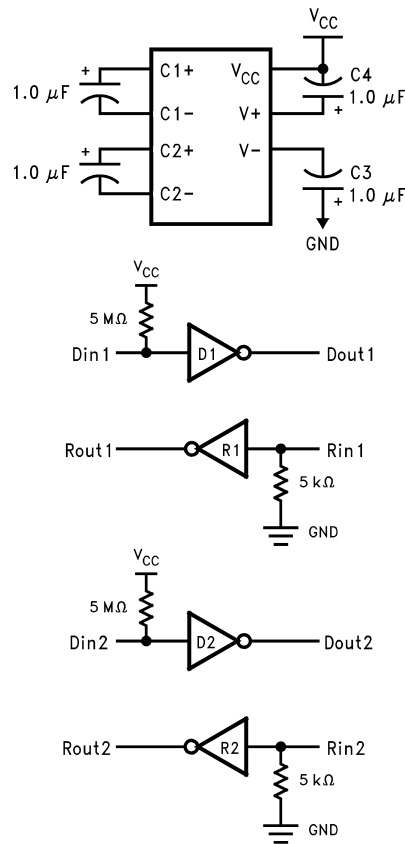 VCC
C1+ VCC C4
1.0 μF 1.0 μF
+ +
C1− V+
C2+ V− C3
1.0 μF 1.0 μF
+ +
C2−
GND
VCC
5 MΩ
Din1 D1 Dout1
Rout1 R1 Rin1
5 kΩ
GND
VCC
5 MΩ
Din2 D2 Dout2
Rout2 R2 Rin2
5 kΩ
GND